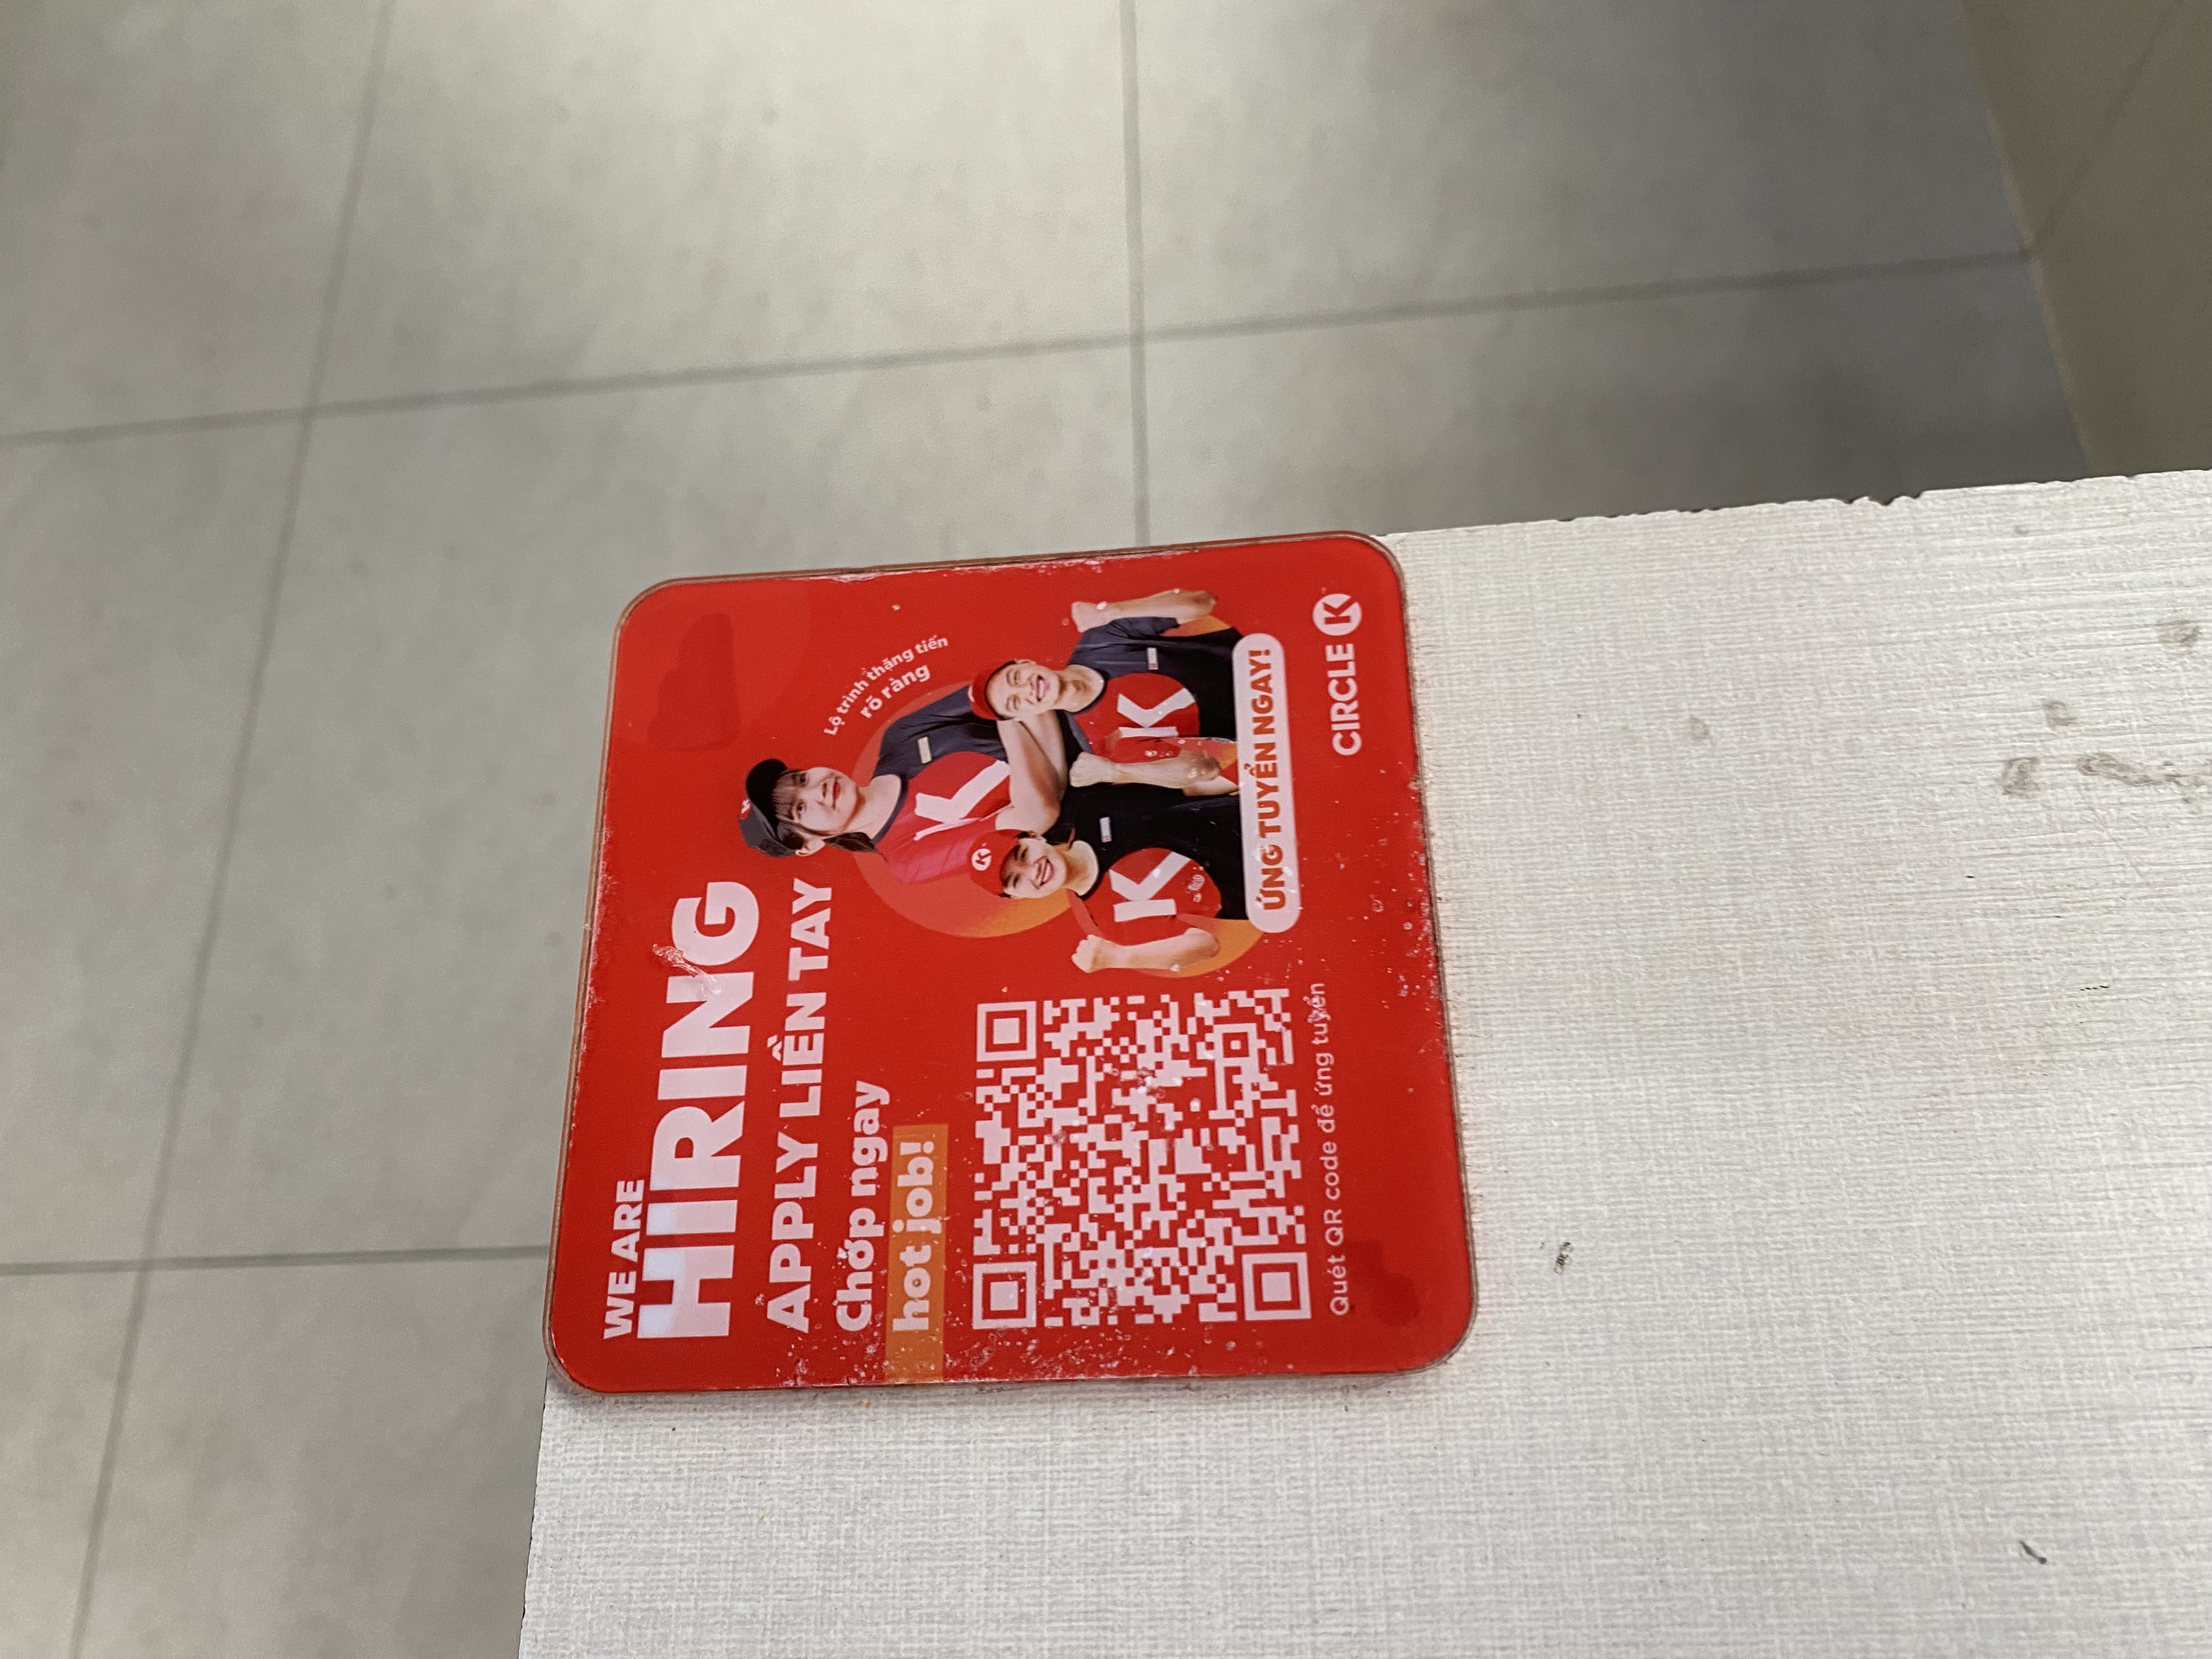 WE ARE
HIRING
APPLY LIỀN TAY
Chớp ngay
hot job!
Lộ trình thăng tiến
rõ ràng
K
K
K
K
ỨNG TUYỂN NGAY!
Quét QR code để ứng tuyển
CIRCLE K